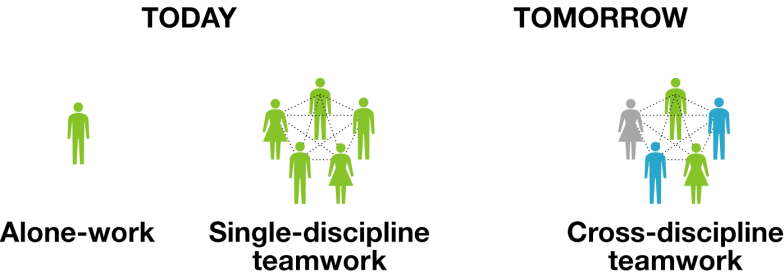 TODAY
TOMORROW
Alone-work
Single-discipline
teamwork
Cross-discipline
teamwork